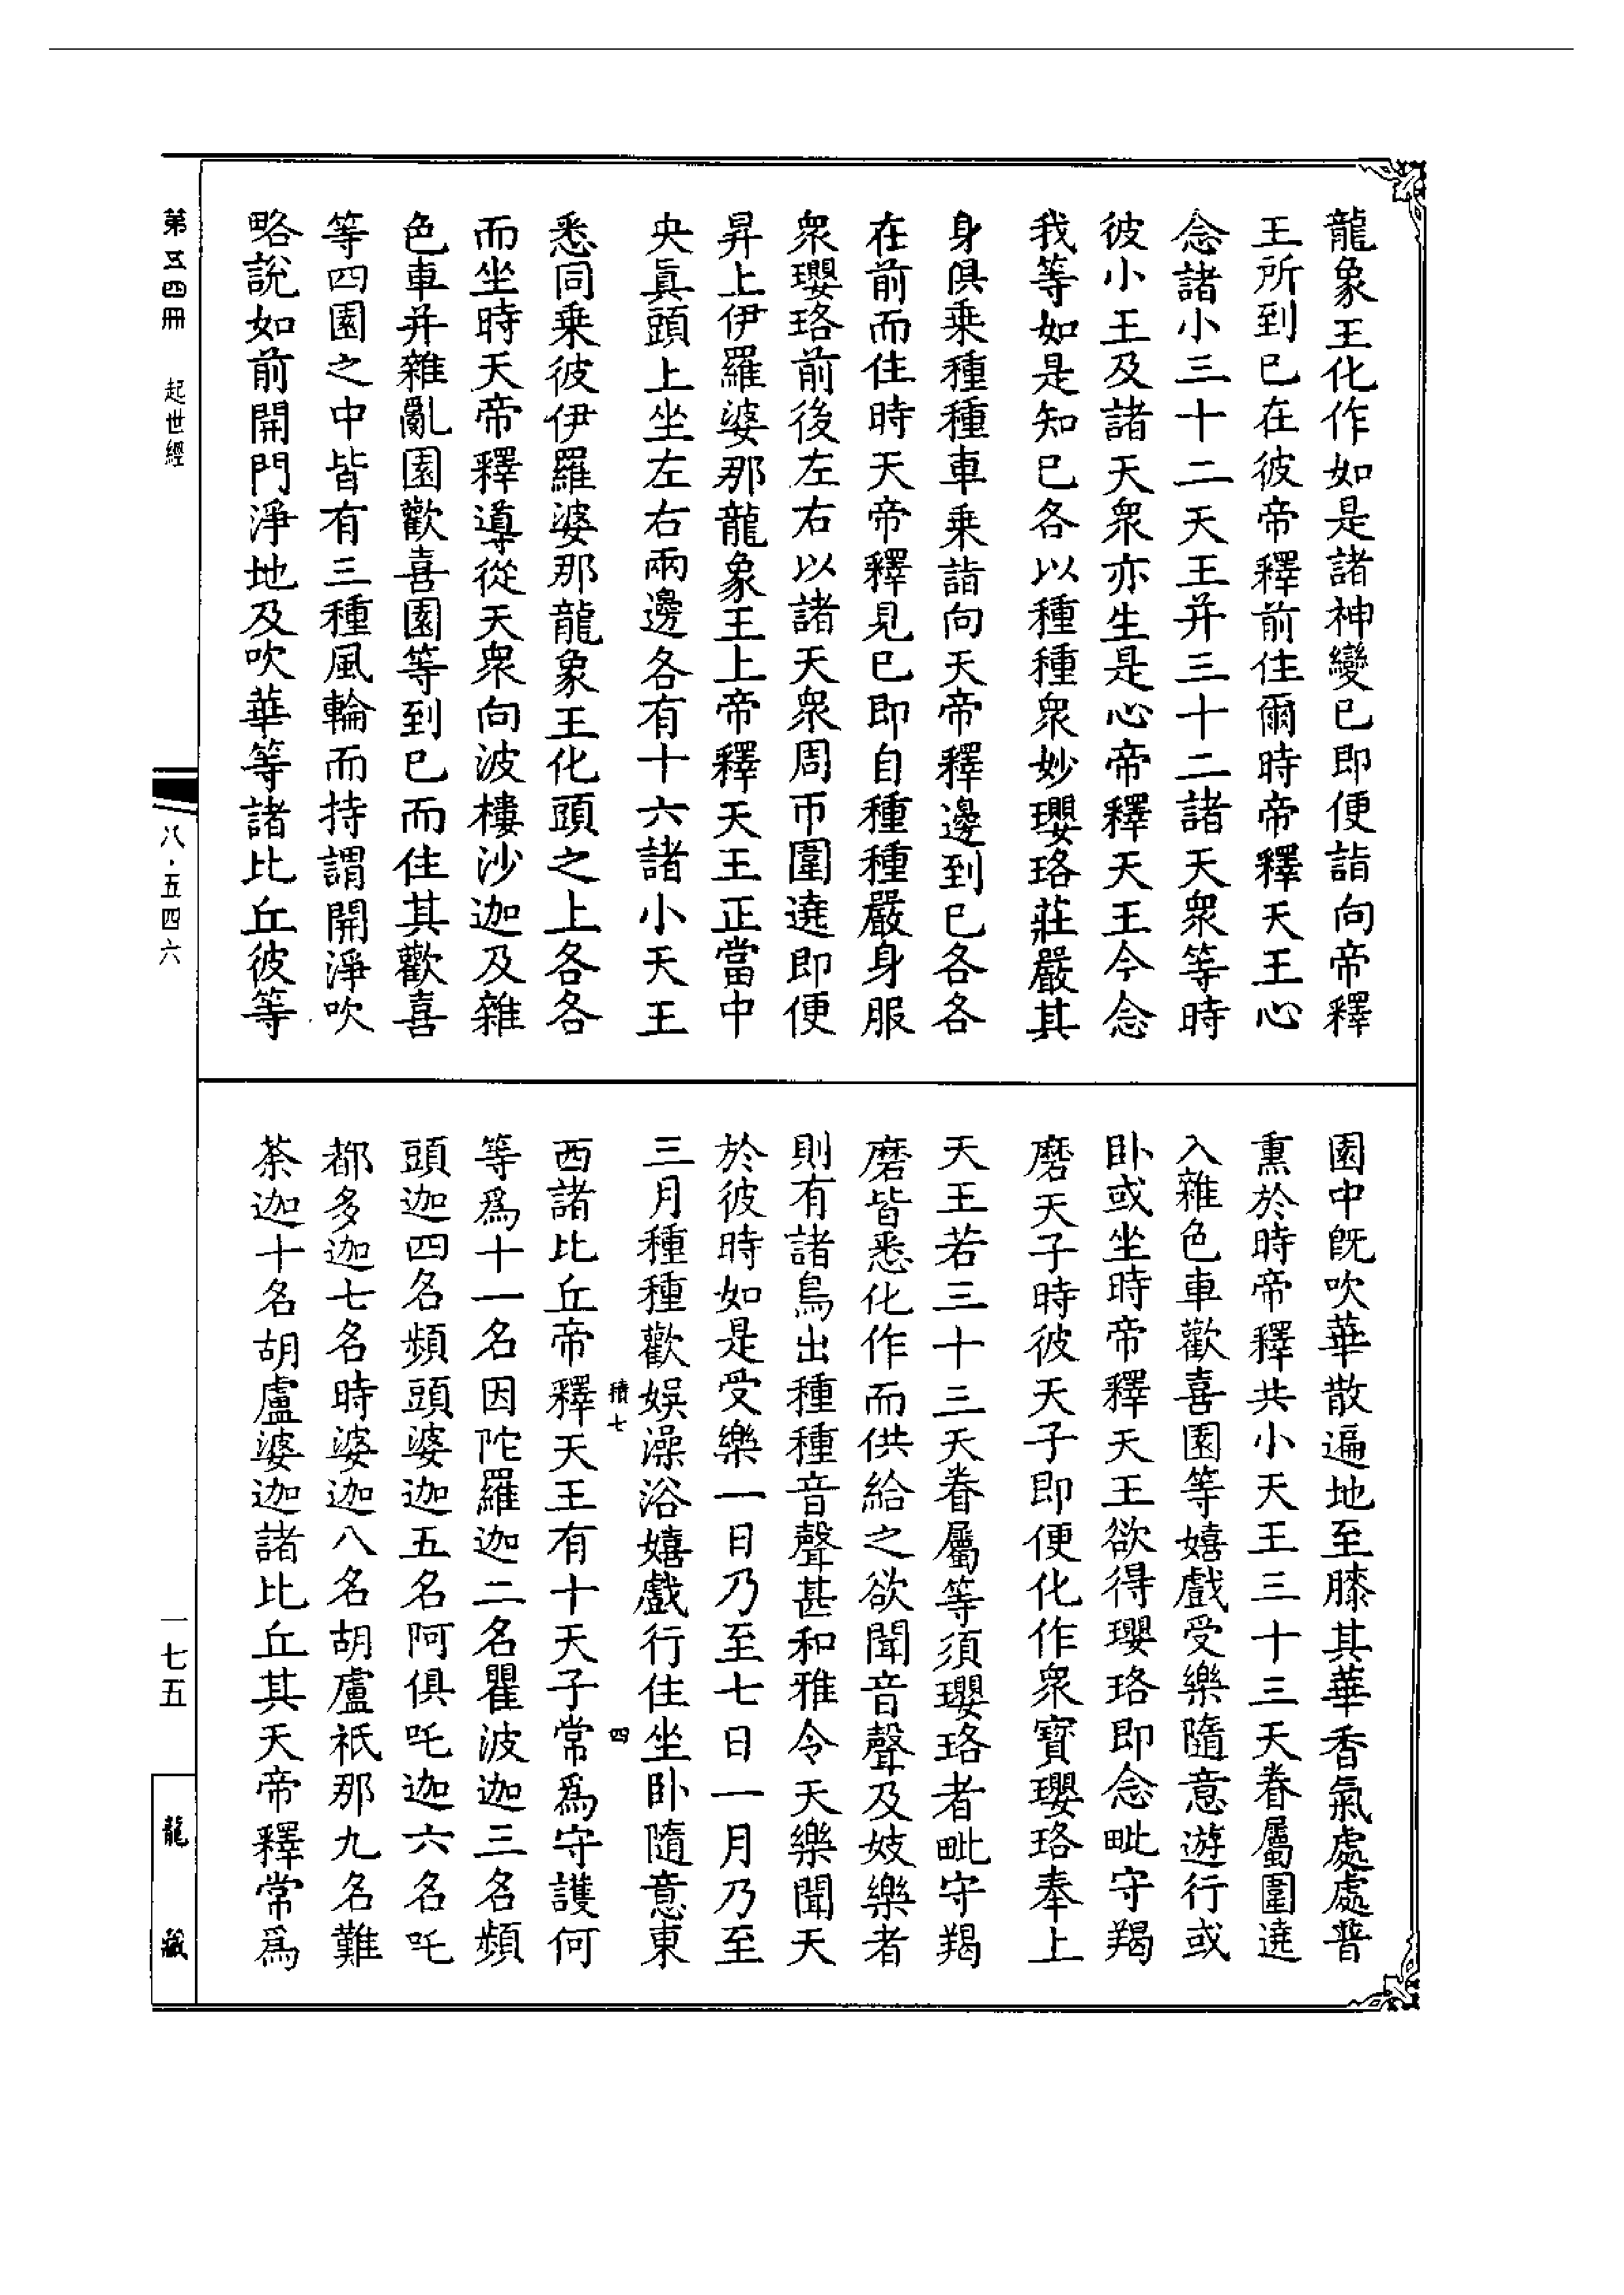 龍象王化作如是諸神變已即便詣向帝釋
王所到已在彼帝釋前住爾時帝釋天王心
念諸小三十二天王并三十二諸天衆等時
彼小王及諸天衆亦生是心帝釋天王今念
我等如是知已各以種種衆妙瓔珞莊嚴其
身俱乗種種車乗詣向天帝釋邊到已各各
在前而住時天帝釋見已即自種種嚴身服
衆瓔珞前後左右以諸天衆周帀圍遶即便
昇上伊羅婆那龍象王上帝釋天王正當中
央眞頭上坐左右兩邊各有十六諸小天王
悉同乗彼伊羅婆那龍象王化頭之上各各
而坐時天帝釋導從天衆向波樓沙迦及雜
色車并雜亂園歡喜園等到已而住其歡喜
等四園之中皆有三種風輪而持謂開淨吹
略説如前開門淨地及吹華等諸比丘彼等
園中旣吹華散遍地至膝其華香氣處處普
熏於時帝釋共小天王三十三天眷屬圍遶
入雜色車歡喜園等嬉戲受樂隨意遊行或
卧或坐時帝釋天王欲得瓔珞即念毗守羯
磨天子時彼天子即便化作衆寶瓔珞奉上
天王若三十三天眷屬等須瓔珞者毗守羯
磨皆悉化作而供給之欲聞音聲及妓樂者
則有諸鳥出種種音聲甚和雅令天樂聞天
於彼時如是受樂一日乃至七日一月乃至
三月種種歡娛澡浴嬉戲行住坐卧隨意東
積七
四
西諸比丘帝釋天王有十天子常爲守護何
等爲十一名因陀羅迦二名瞿波迦三名頻
頭迦四名頻頭婆迦五名阿俱吒迦六名吒
都多迦七名時婆迦八名胡盧祇那九名難
荼迦十名胡盧婆迦諸比丘其天帝釋常爲
第五四冊 起世經
八·五四六
一七五
龍藏